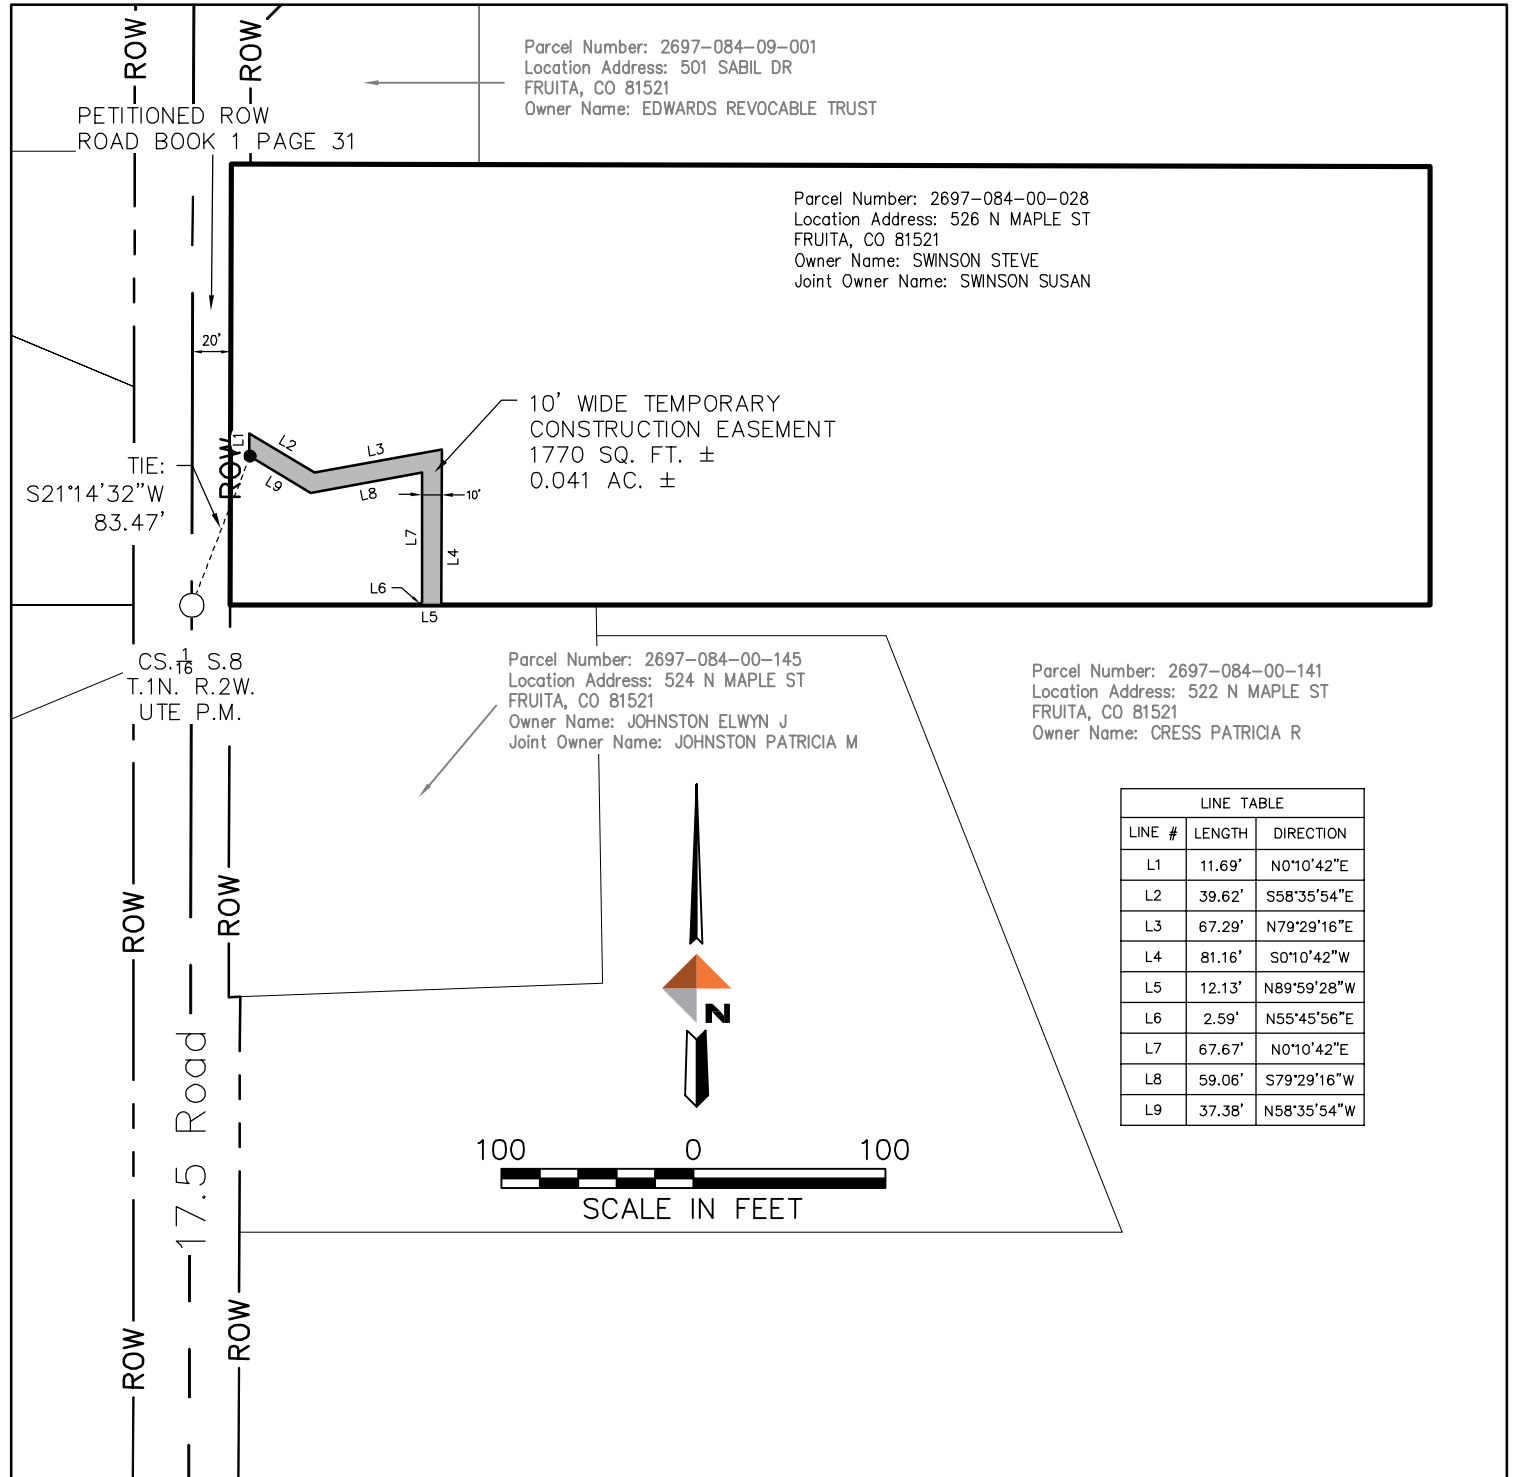 ROW
ROW
Parcel Number: 2697-084-09-001
Location Address: 501 SABIL DR
FRUITA, CO 81521
Owner Name: EDWARDS REVOCABLE TRUST
PETITIONED ROW
ROAD BOOK 1 PAGE 31
Parcel Number: 2697-084-00-028
Location Address: 526 N MAPLE ST
FRUITA, CO 81521
Owner Name: SWINSON STEVE
Joint Owner Name: SWINSON SUSAN
20'
10' WIDE TEMPORARY
CONSTRUCTION EASEMENT
1770 SQ. FT. ±
0.041 AC. ±
L1
L2
L3
ROW
TIE:
S21°14'32"W
83.47'
L9
L8
10'
L7
L4
L6
L5
CS.1/16 S.8
T.1N. R.2W.
UTE P.M.
Parcel Number: 2697-084-00-145
Location Address: 524 N MAPLE ST
FRUITA, CO 81521
Owner Name: JOHNSTON ELWYN J
Joint Owner Name: JOHNSTON PATRICIA M
Parcel Number: 2697-084-00-141
Location Address: 522 N MAPLE ST
FRUITA, CO 81521
Owner Name: CRESS PATRICIA R
LINE TABLE
LINE # LENGTH DIRECTION
L1 11.69' N0°10'42"E
L2 39.62' S58°35'54"E
L3 67.29' N79°29'16"E
L4 81.16' S0°10'42"W
L5 12.13' N89°59'28"W
L6 2.59' N55°45'56"E
L7 67.67' N0°10'42"E
L8 59.06' S79°29'16"W
L9 37.38' N58°35'54"W
ROW
ROW
N
17.5 Road
100 0 100
SCALE IN FEET
ROW
ROW